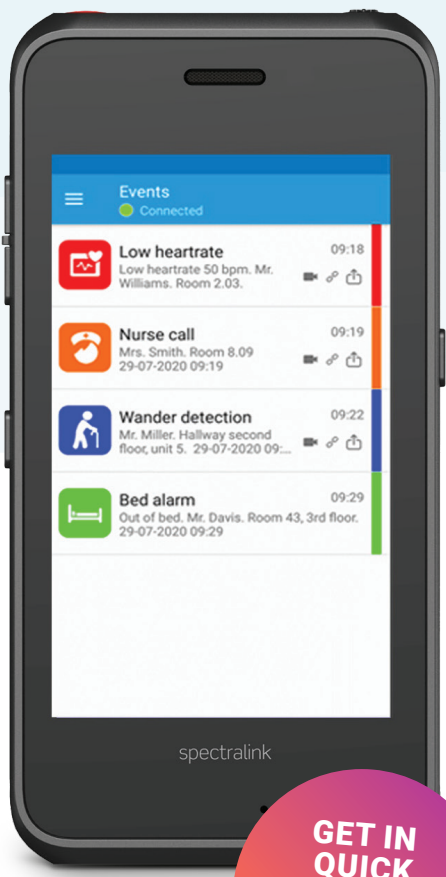 Events
Connected
Low heartrate 09:18
Low heartrate 50 bpm. Mr.
Williams. Room 2.03.
Nurse call 09:19
Mrs. Smith. Room 8.09
29-07-2020 09:19
Wander detection 09:22
Mr. Miller. Hallway second
floor, unit 5. 29-07-2020 09:...
Bed alarm 09:29
Out of bed. Mr. Davis. Room 43, 3rd floor.
29-07-2020 09:29
spectralink
GET IN
QUICK